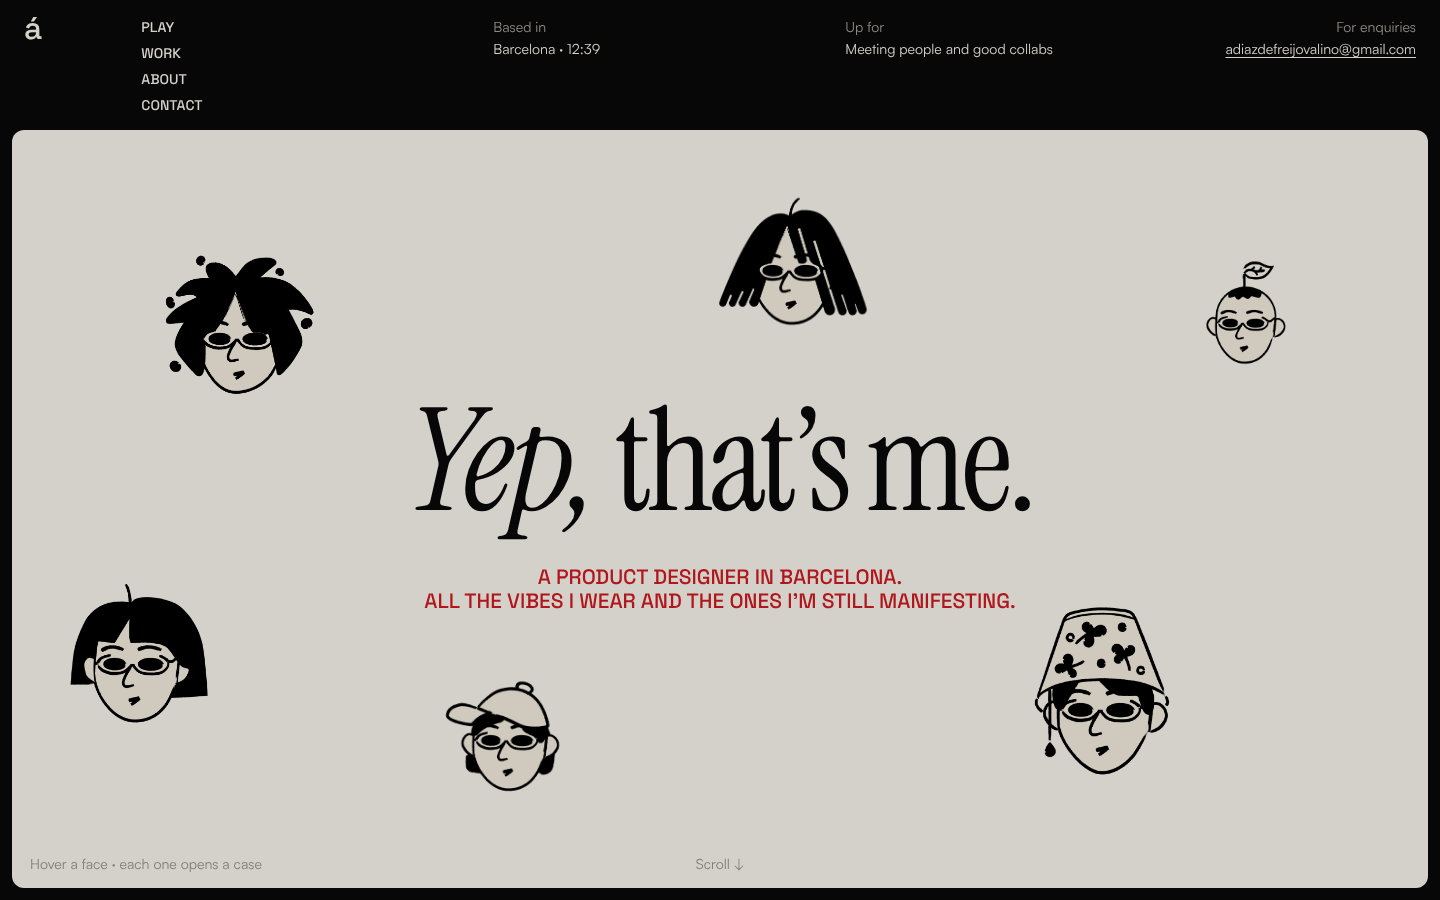 á
PLAY
WORK
ABOUT
CONTACT
Based in
Barcelona · 12:39
Up for
Meeting people and good collabs
For enquiries
adiazdefreijovalino@gmail.com
Yep, that’s me.
A PRODUCT DESIGNER IN BARCELONA.
ALL THE VIBES I WEAR AND THE ONES I’M STILL MANIFESTING.
Hover a face · each one opens a case
Scroll ↓